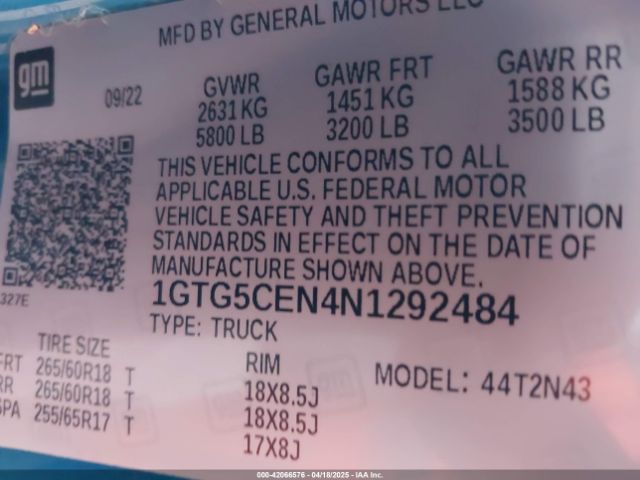 MFD BY GENERAL MOTORS LLC
gm
09/22
GVWR
2631 KG
5800 LB
GAWR FRT
1451 KG
3200 LB
GAWR RR
1588 KG
3500 LB
THIS VEHICLE CONFORMS TO ALL
APPLICABLE U.S. FEDERAL MOTOR
VEHICLE SAFETY AND THEFT PREVENTION
STANDARDS IN EFFECT ON THE DATE OF
MANUFACTURE SHOWN ABOVE.
327E
1GTG5CEN4N1292484
TYPE: TRUCK
TIRE SIZE
RIM
MODEL: 44T2N43
FRT 265/60R18 T 18X8.5J
RR 265/60R18 T 18X8.5J
SPA 255/65R17 T 17X8J
000-42066576 - 04/18/2025 - IAA Inc.